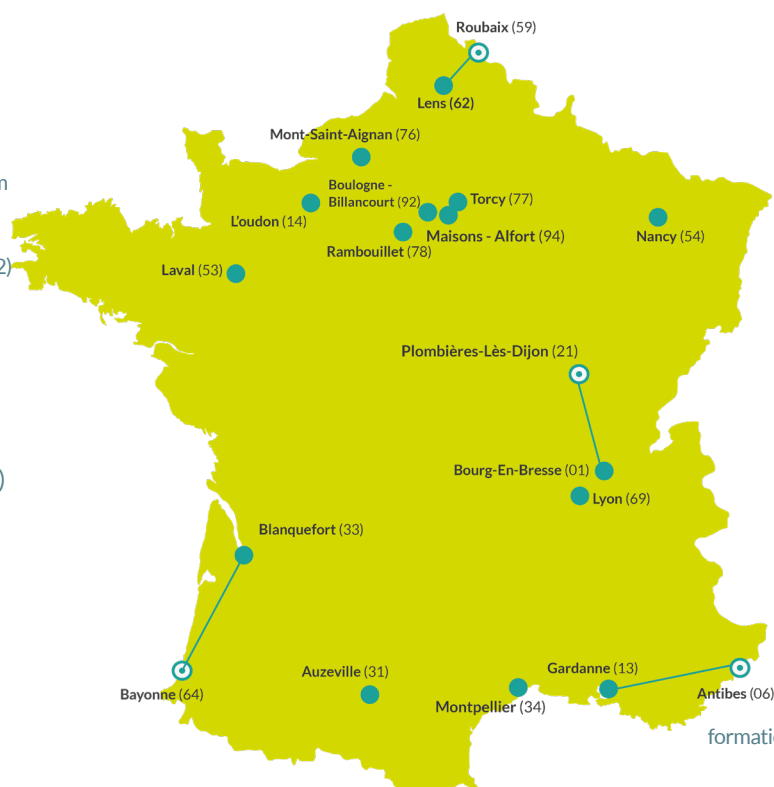 Roubaix (59)
Lens (62)
Mont-Saint-Aignan (76)
Boulogne -
Billancourt (92)
Torcy (77)
L'oudon (14)
Maisons - Alfort (94)
Nancy (54)
Rambouillet (78)
Laval (53)
2)
Plombières-Lès-Dijon (21)
Bourg-En-Bresse (01)
)
Lyon (69)
Blanquefort (33)
Gardanne (13)
Auzeville (31)
Bayonne (64)
Antibes (06)
Montpellier (34)
formati